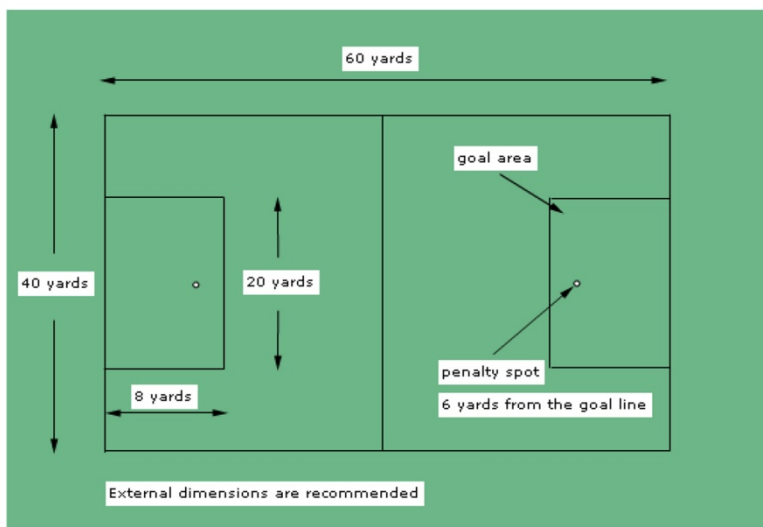 60 yards
goal area
40 yards
20 yards
penalty spot
8 yards
6 yards from the goal line
External dimensions are recommended